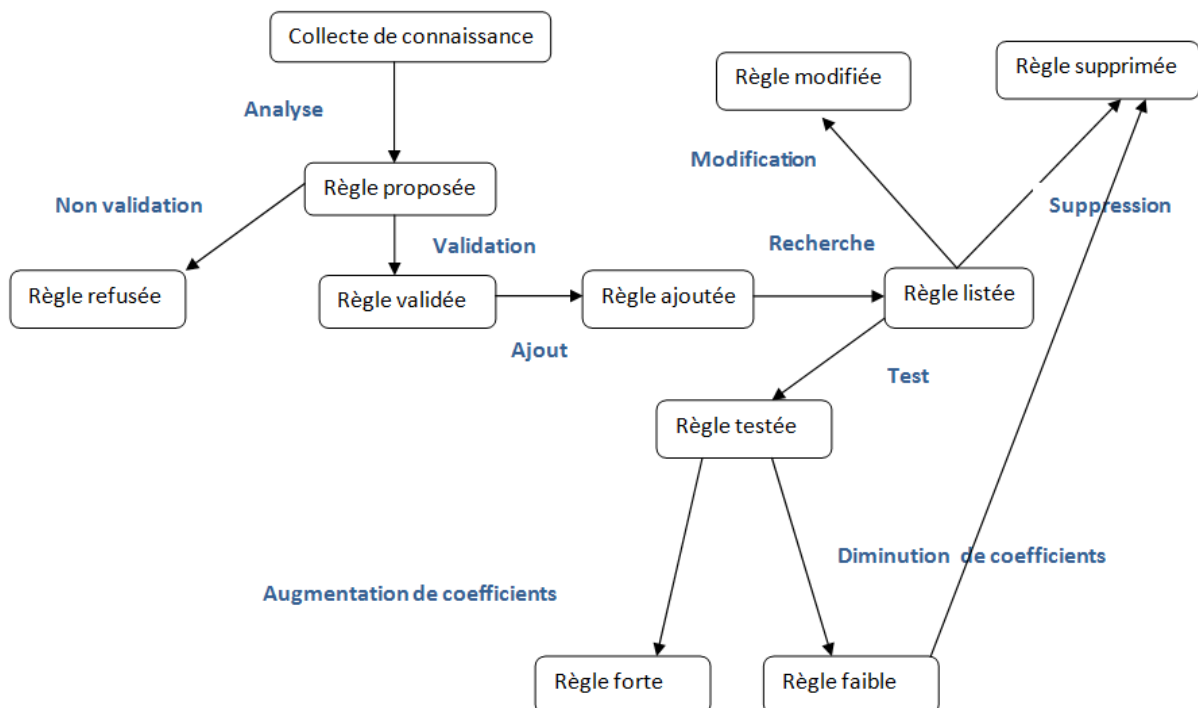 Collecte de connaissance
Règle modifiée
Règle supprimée
Analyse
Modification
Règle proposée
Non validation
Suppression
Validation
Recherche
Règle refusée
Règle validée
Règle ajoutée
Règle listée
Ajout
Test
Règle testée
Diminution de coefficients
Augmentation de coefficients
Règle forte
Règle faible